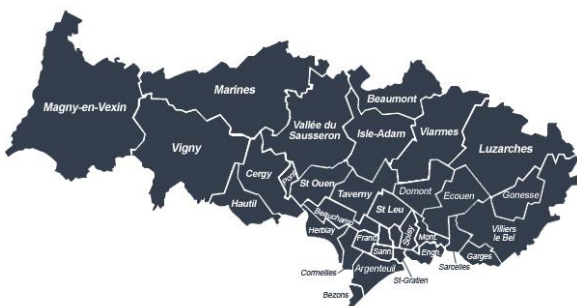 Magny-en-Vexin
Marines
Vigny
Vallée du
Sausseron
Beaumont
Isle-Adam
Viarmes
Luzarches
Cergy
Pont.
Hautil
St Ouen
Taverny
Domont
Ecouen
Gonesse
Beaucham
St Leu
Villiers
le Bel
Herblay
Franc.
Soisy
Mont.
Sann.
Engh.
Garges
Sarcelles
Cormeilles
Argenteuil
St-Gratien
Bezons